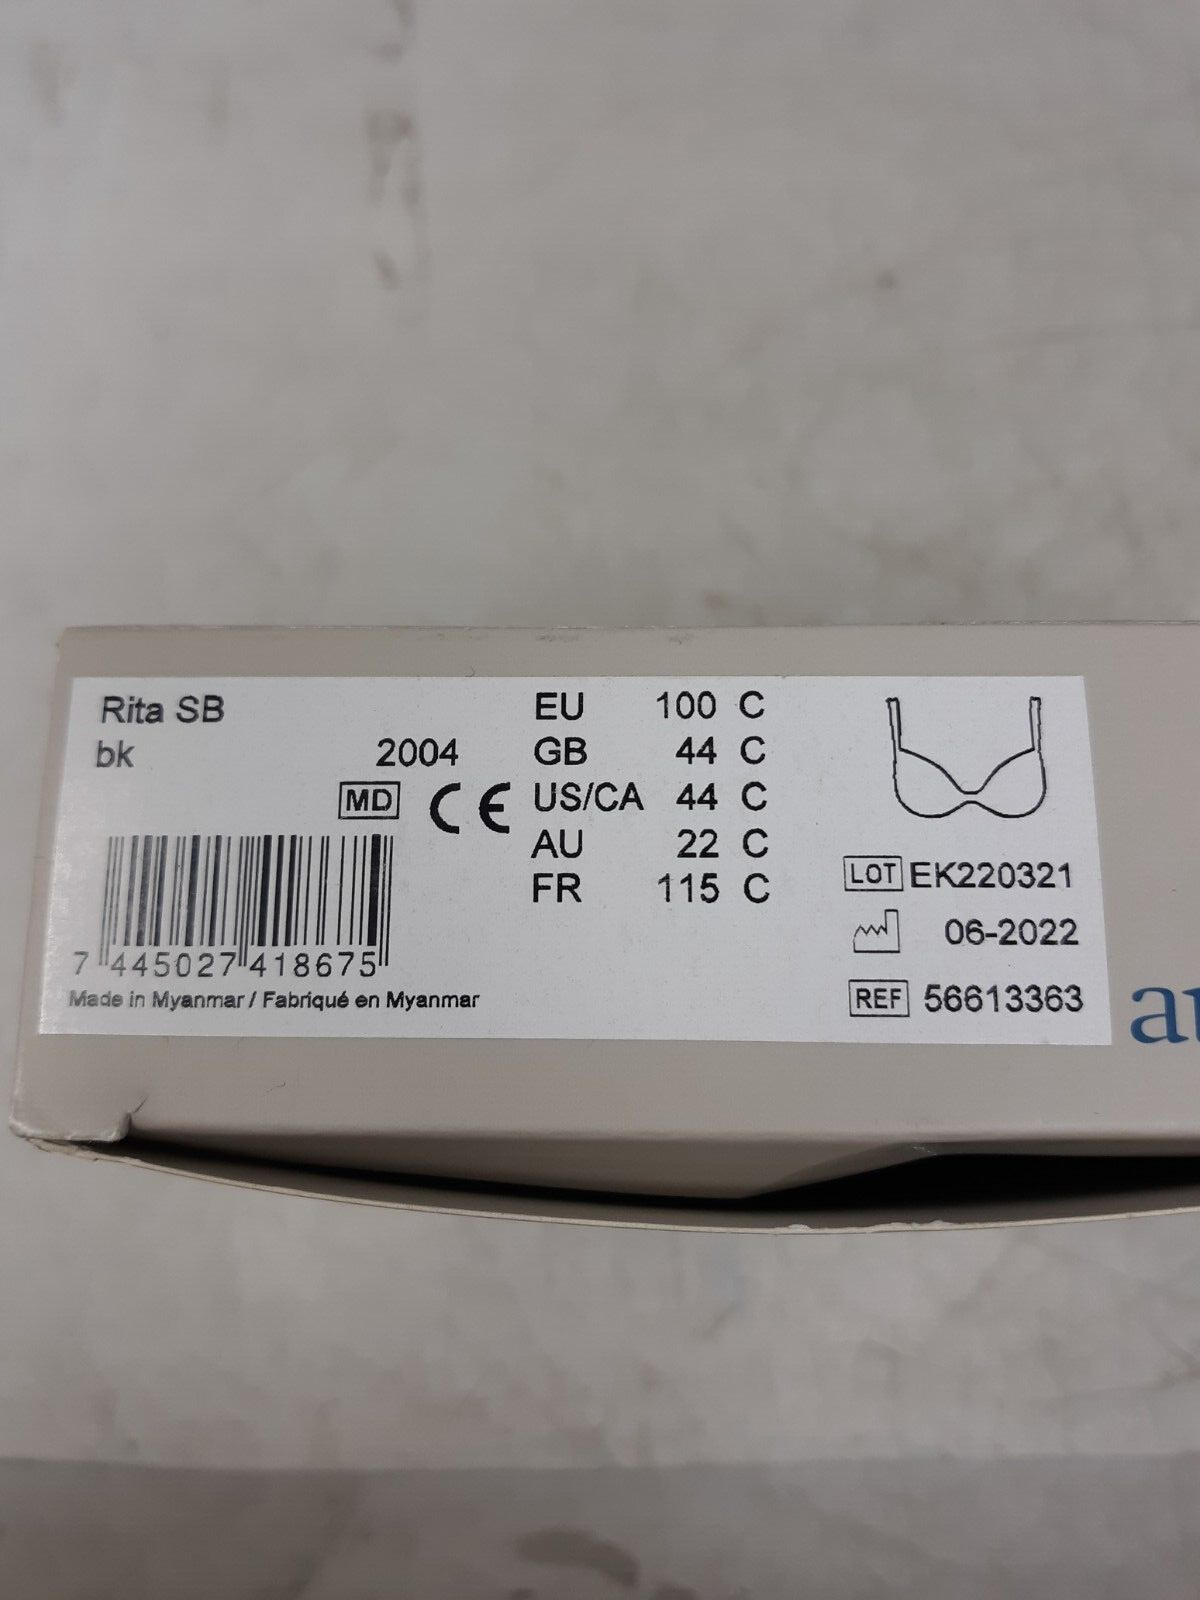 Rita SB
bk 2004
MD CE
EU 100 C
GB 44 C
US/CA 44 C
AU 22 C
FR 115 C
7 445027 418675
Made in Myanmar / Fabriqué en Myanmar
LOT EK220321
06-2022
REF 56613363